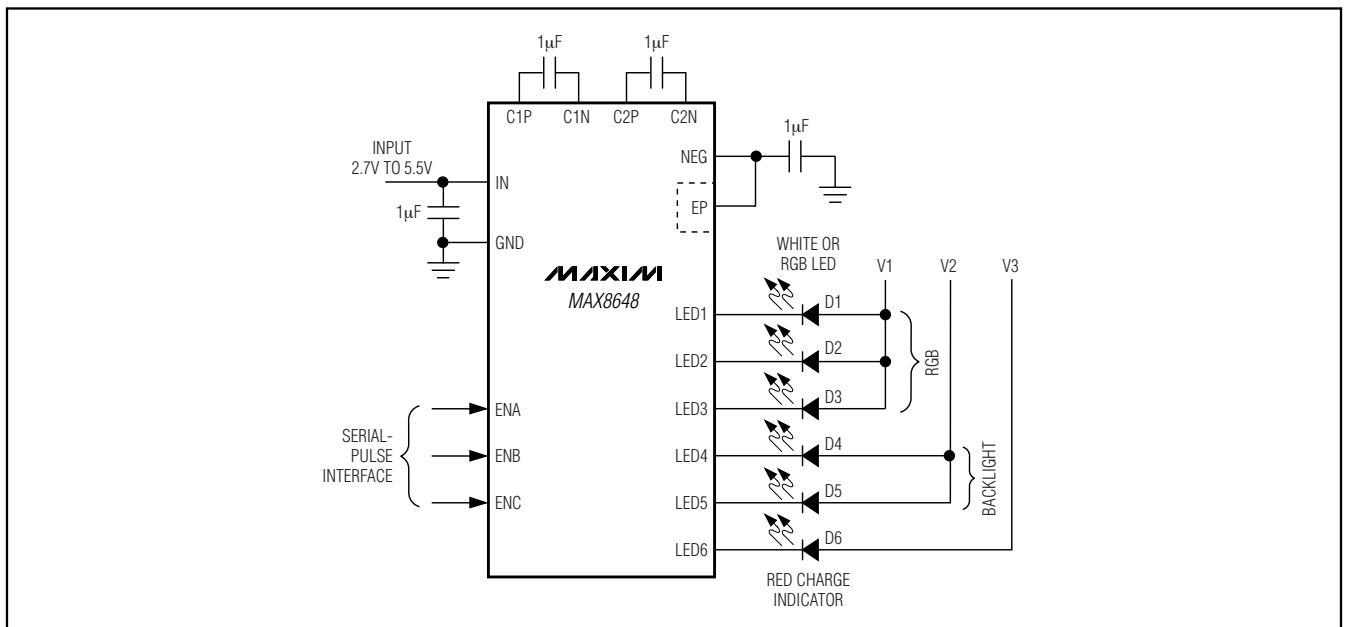 1μF
1μF
C1P
C1N
C2P
C2N
INPUT
2.7V TO 5.5V
IN
1μF
GND
NEG
1μF
EP
MAXIM
MAX8648
WHITE OR
RGB LED
V1
V2
V3
LED1
D1
LED2
D2
LED3
D3
RGB
LED4
D4
LED5
D5
BACKLIGHT
LED6
D6
RED CHARGE
INDICATOR
SERIAL-
PULSE
INTERFACE
ENA
ENB
ENC